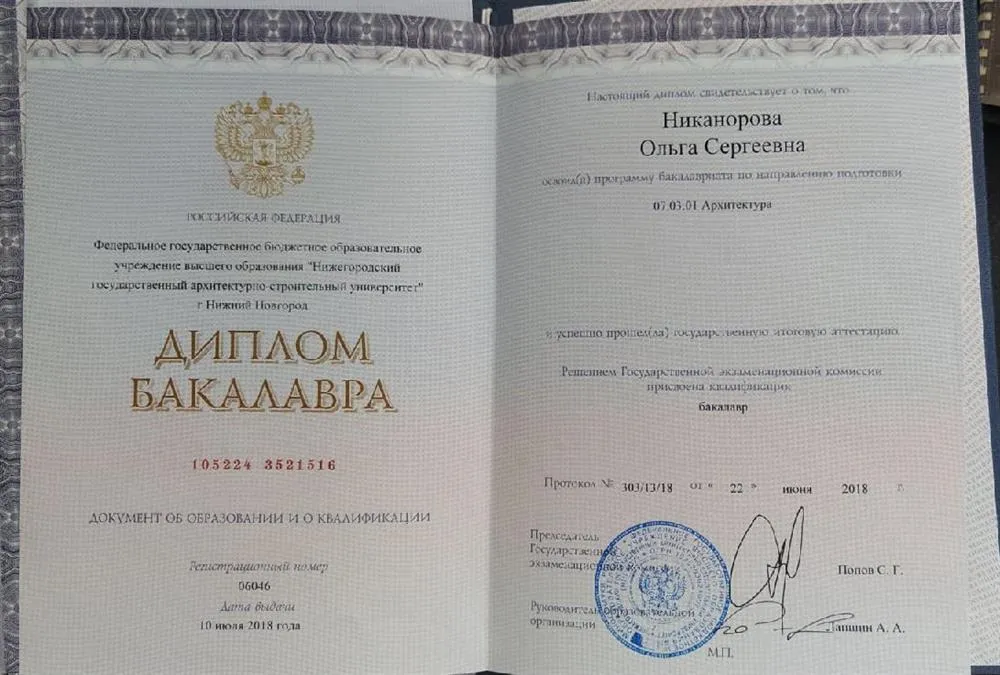 РОССИЙСКАЯ ФЕДЕРАЦИЯ
Федеральное государственное бюджетное образовательное
учреждение высшего образования "Нижегородский
государственный архитектурно-строительный университет"
г Нижний Новгород
ДИПЛОМ
БАКАЛАВРА
105224 3521516
ДОКУМЕНТ ОБ ОБРАЗОВАНИИ И О КВАЛИФИКАЦИИ
Регистрационный номер
06046
Дата выдачи
10 июля 2018 года
Настоящий диплом свидетельствует о том, что
Никанорова
Ольга Сергеевна
освоил(а) программу бакалавриата по направлению подготовки
07.03.01 Архитектура
и успешно прошел(ла) государственную итоговую аттестацию
Решением Государственной экзаменационной комиссии
присвоена квалификация
бакалавр
Протокол № 303/13/18 от " 22 " июня 2018 г.
Председатель
Государственной
экзаменационной комиссии
Попов С. Г.
Руководитель образовательной
организации
Лапшин А. А.
М.П.